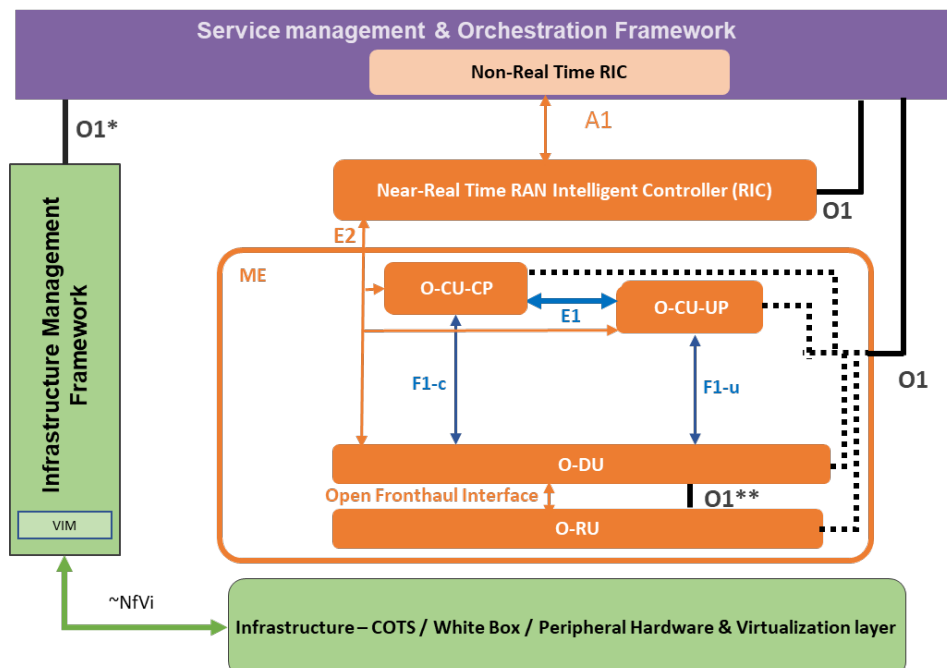 Service management & Orchestration Framework
Non-Real Time RIC
O1*
A1
Near-Real Time RAN Intelligent Controller (RIC)
O1
E2
ME
O-CU-CP
O-CU-UP
E1
O1
F1-c
F1-u
Infrastructure Management
Framework
VIM
O-DU
Open Fronthaul Interface
O1**
O-RU
~NfVi
Infrastructure – COTS / White Box / Peripheral Hardware & Virtualization layer